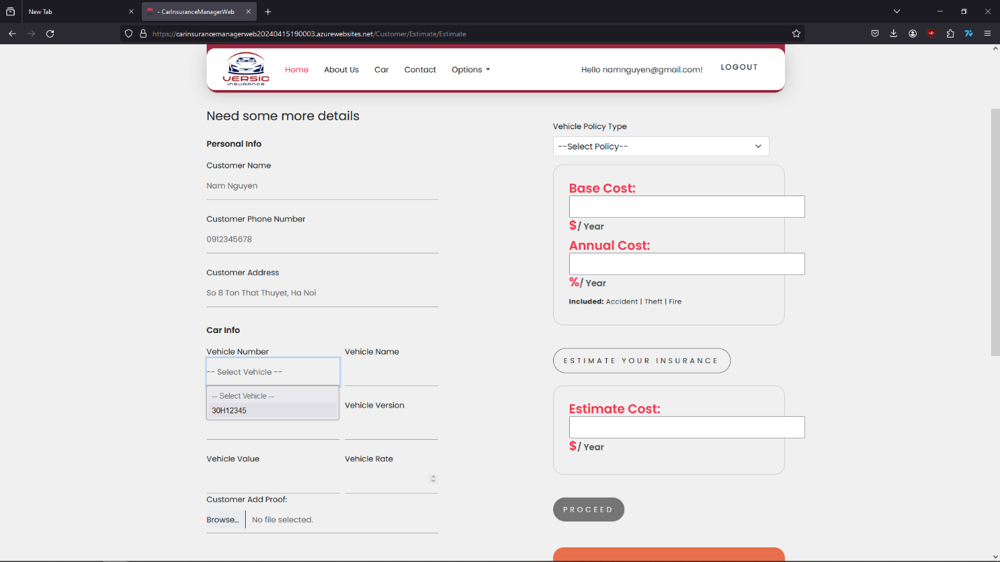 New Tab
- CarInsuranceManagerWeb
https://carinsurancemanagerweb20240415190003.azurewebsites.net/Customer/Estimate/Estimate
VERSIC
INSURANCE
Home
About Us
Car
Contact
Options
Hello namnguyen@gmail.com!
LOGOUT
Need some more details
Personal Info
Customer Name
Nam Nguyen
Customer Phone Number
0912345678
Customer Address
So 8 Ton That Thuyet, Ha Noi
Car Info
Vehicle Number
Vehicle Name
-- Select Vehicle --
-- Select Vehicle --
30H12345
Vehicle Version
Vehicle Value
Vehicle Rate
Customer Add Proof:
Browse...
No file selected.
Vehicle Policy Type
--Select Policy--
Base Cost:
$/ Year
Annual Cost:
%/ Year
Included: Accident | Theft | Fire
ESTIMATE YOUR INSURANCE
Estimate Cost:
$/ Year
PROCEED